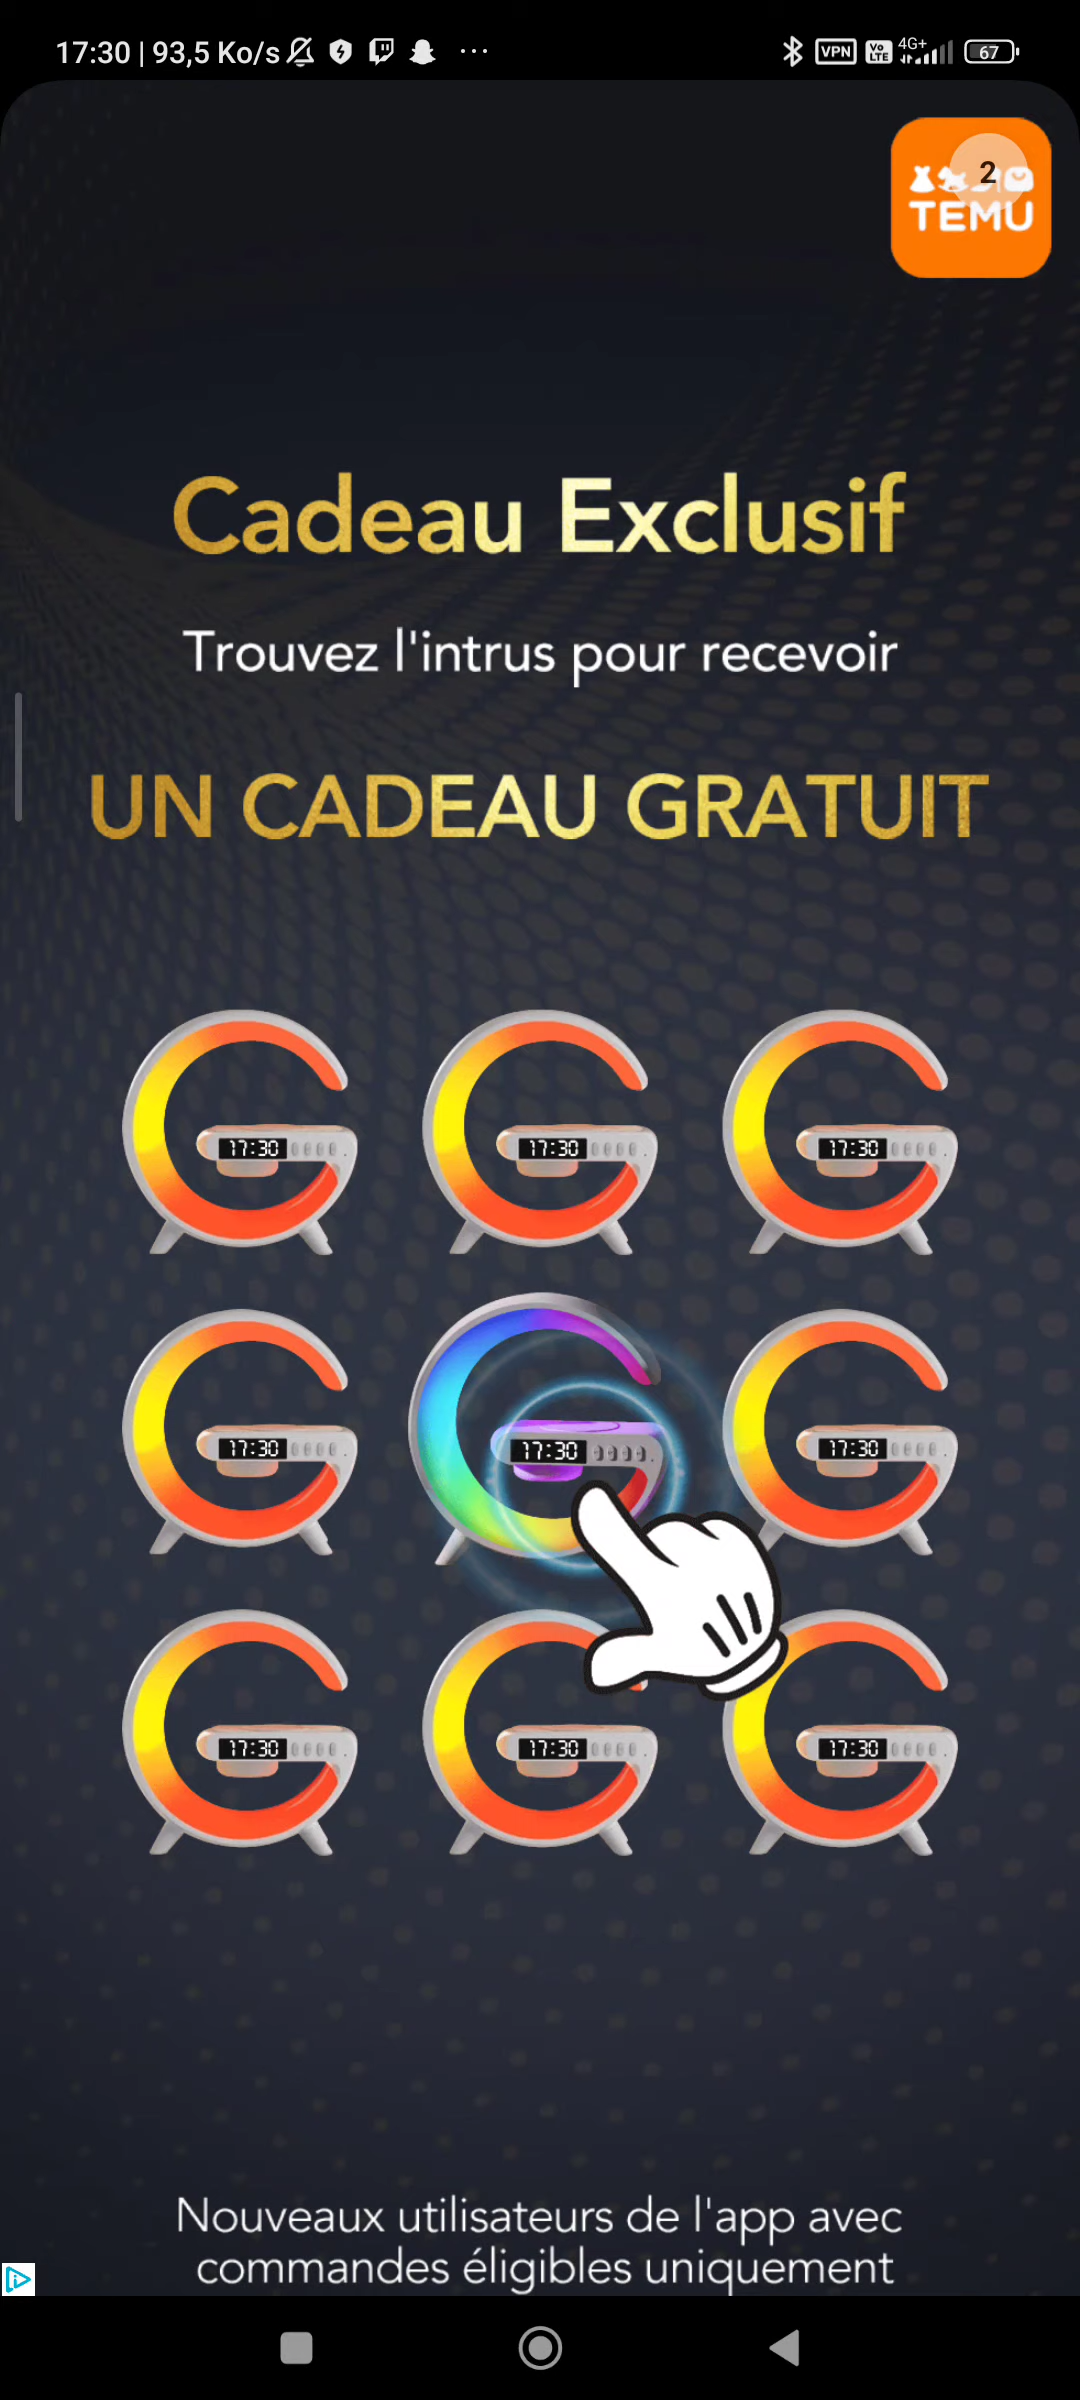 17:30 | 93,5 Ko/s
VPN
Vo LTE
4G+
67
2
TEMU
Cadeau Exclusif
Trouvez l'intrus pour recevoir
UN CADEAU GRATUIT
17:30 17:30 17:30
17:30 17:30 17:30
17:30 17:30 17:30
Nouveaux utilisateurs de l'app avec
commandes éligibles uniquement